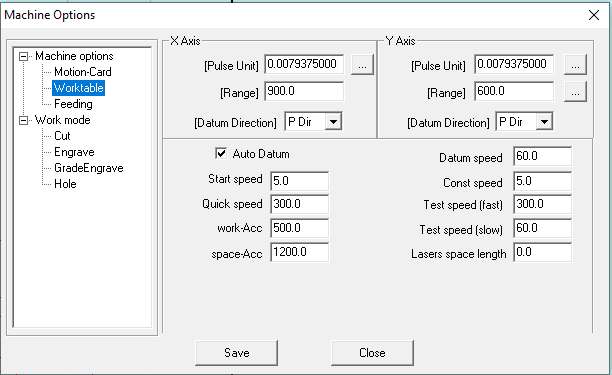 Machine Options
Machine options
Motion-Card
Worktable
Feeding
Work mode
Cut
Engrave
GradeEngrave
Hole
X Axis
[Pulse Unit] 0.0079375000 ...
[Range] 900.0
[Datum Direction] P Dir
Y Axis
[Pulse Unit] 0.0079375000 ...
[Range] 600.0 ...
[Datum Direction] P Dir
Auto Datum
Start speed 5.0
Quick speed 300.0
work-Acc 500.0
space-Acc 1200.0
Datum speed 60.0
Const speed 5.0
Test speed (fast) 300.0
Test speed (slow) 60.0
Lasers space length 0.0
Save Close